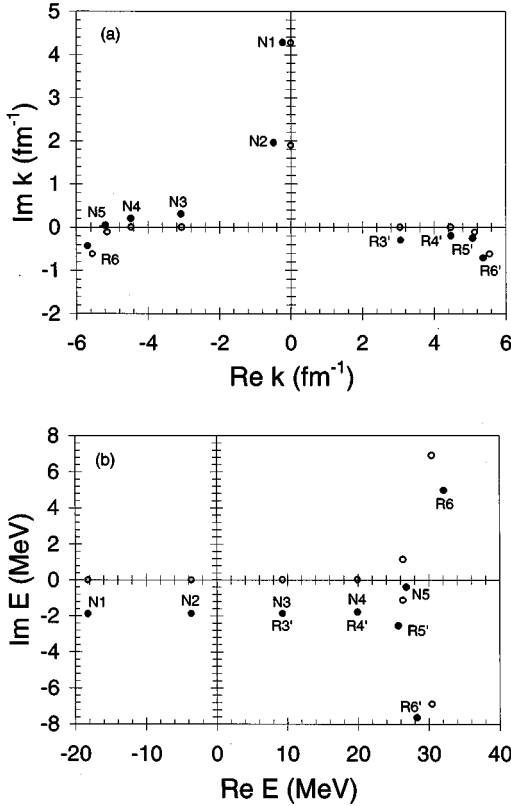 5
(a)
N1
4
3
Im k (fm⁻¹)
2
N2
1
N5
N4
N3
0
R6
R3'
R4'
R5'
R6'
-1
-2
-6
-4
-2
0
2
4
6
Re k (fm⁻¹)
8
(b)
6
4
R6
2
Im E (MeV)
0
N1
N2
N3
N4
N5
-2
R3'
R4'
R5'
-4
-6
R6'
-8
-20
-10
0
10
20
30
40
Re E (MeV)